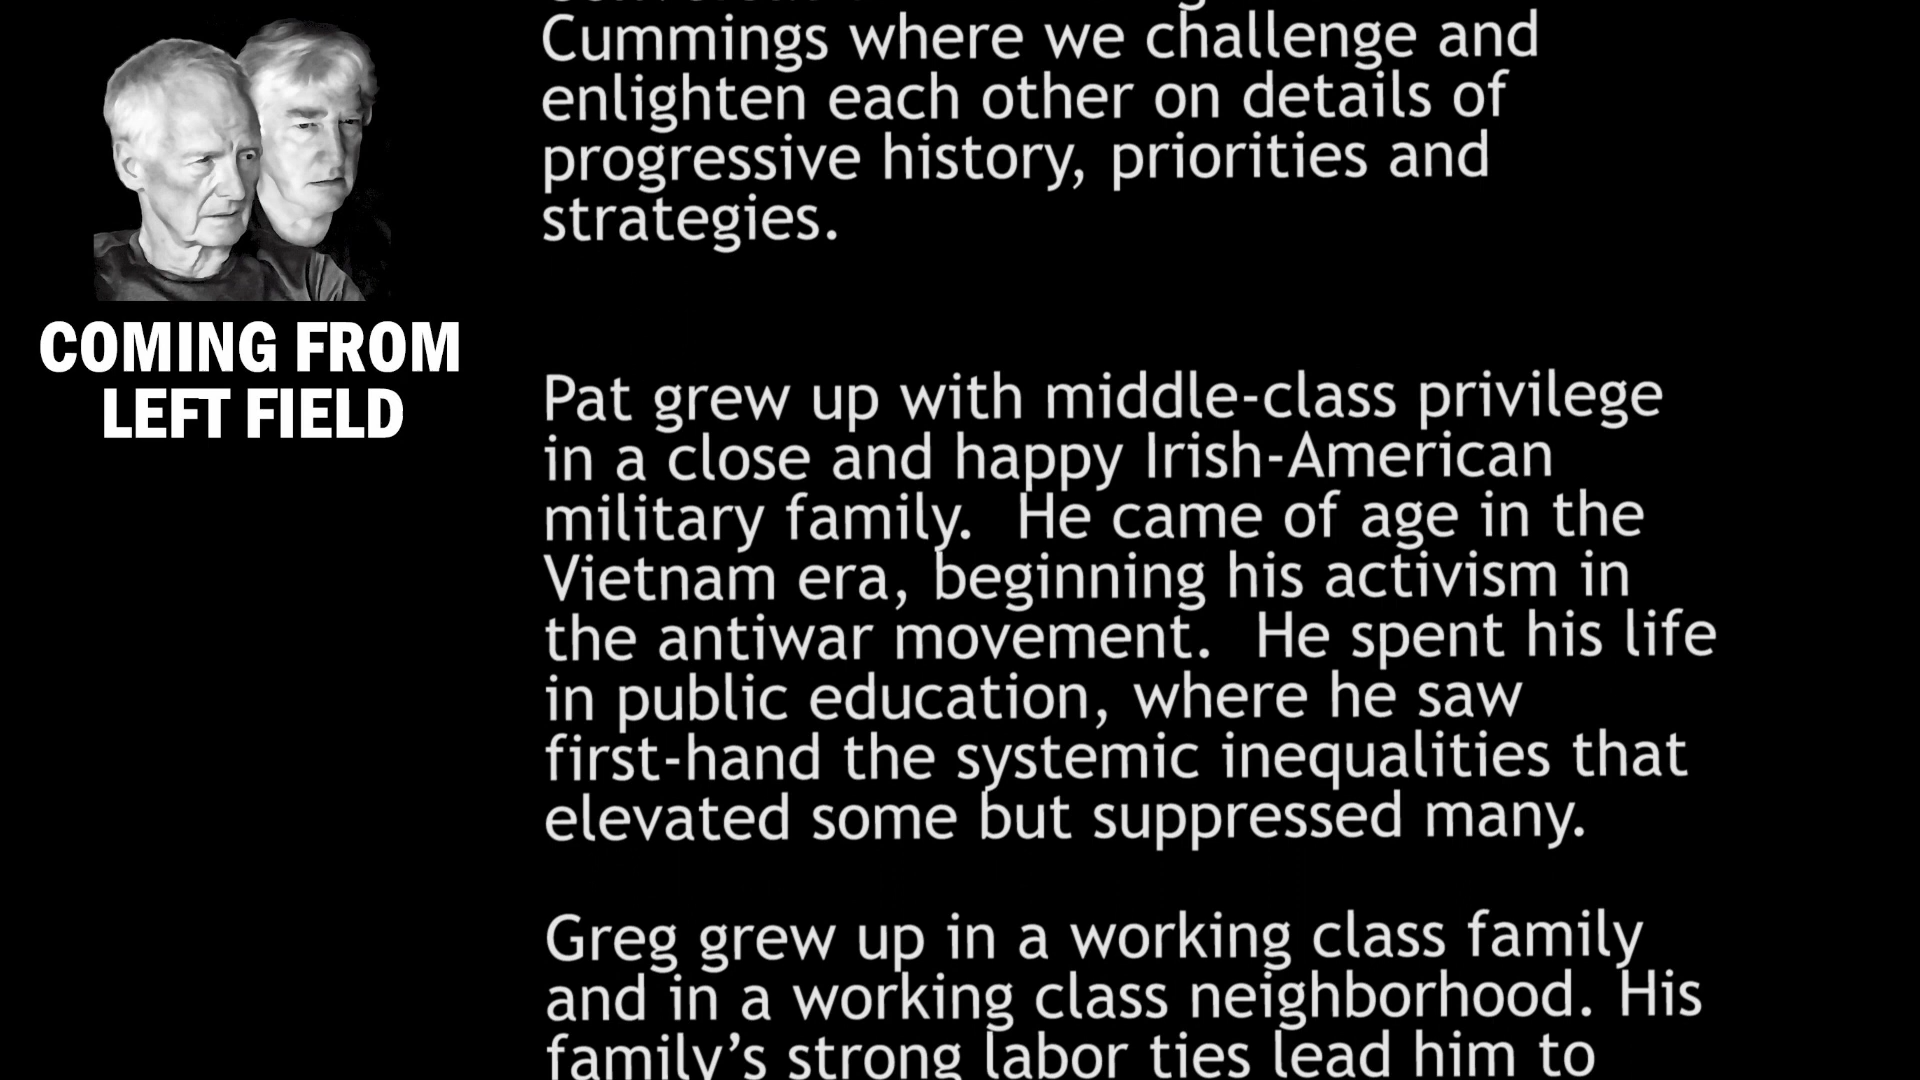 Cummings where we challenge and
enlighten each other on details of
progressive history, priorities and
strategies.
COMING FROM
LEFT FIELD
Pat grew up with middle-class privilege
in a close and happy Irish-American
military family.  He came of age in the
Vietnam era, beginning his activism in
the antiwar movement.  He spent his life
in public education, where he saw
first-hand the systemic inequalities that
elevated some but suppressed many.
Greg grew up in a working class family
and in a working class neighborhood. His
family’s strong labor ties lead him to